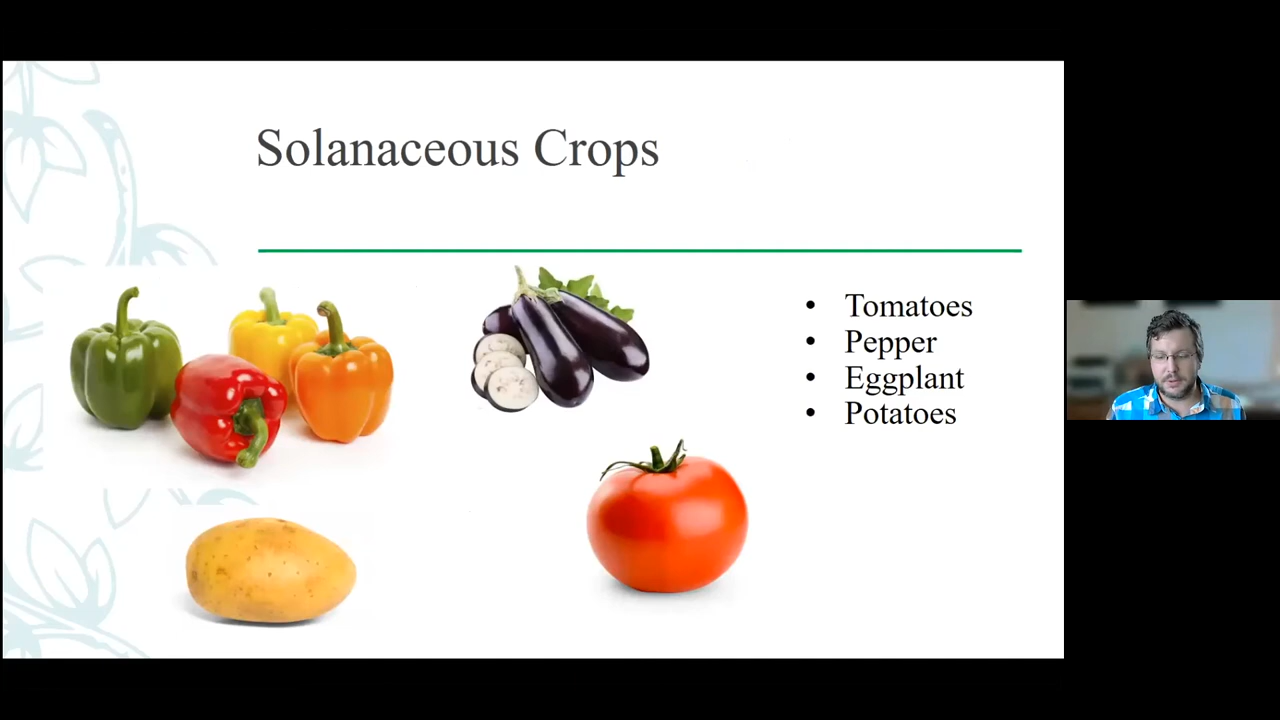 Solanaceous Crops
• Tomatoes
• Pepper
• Eggplant
• Potatoes